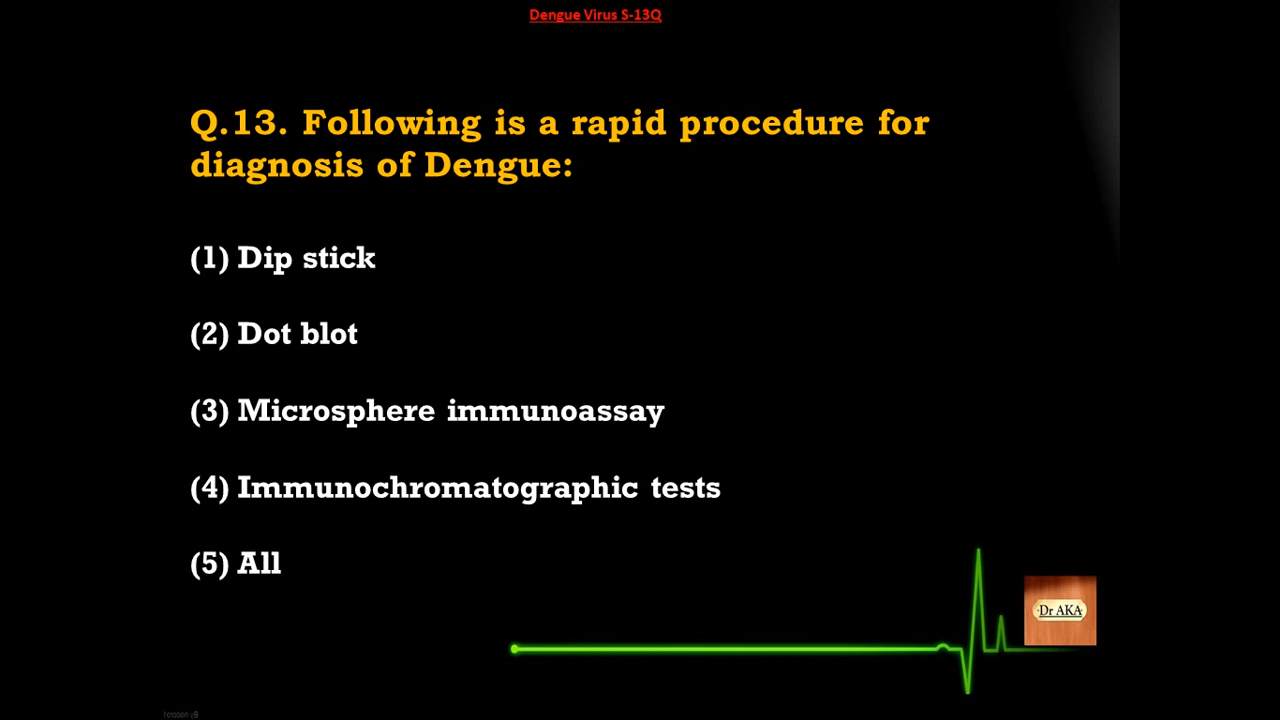 Dengue Virus S-13Q
Q.13. Following is a rapid procedure for
diagnosis of Dengue:
(1) Dip stick
(2) Dot blot
(3) Microsphere immunoassay
(4) Immunochromatographic tests
(5) All
Dr AKA